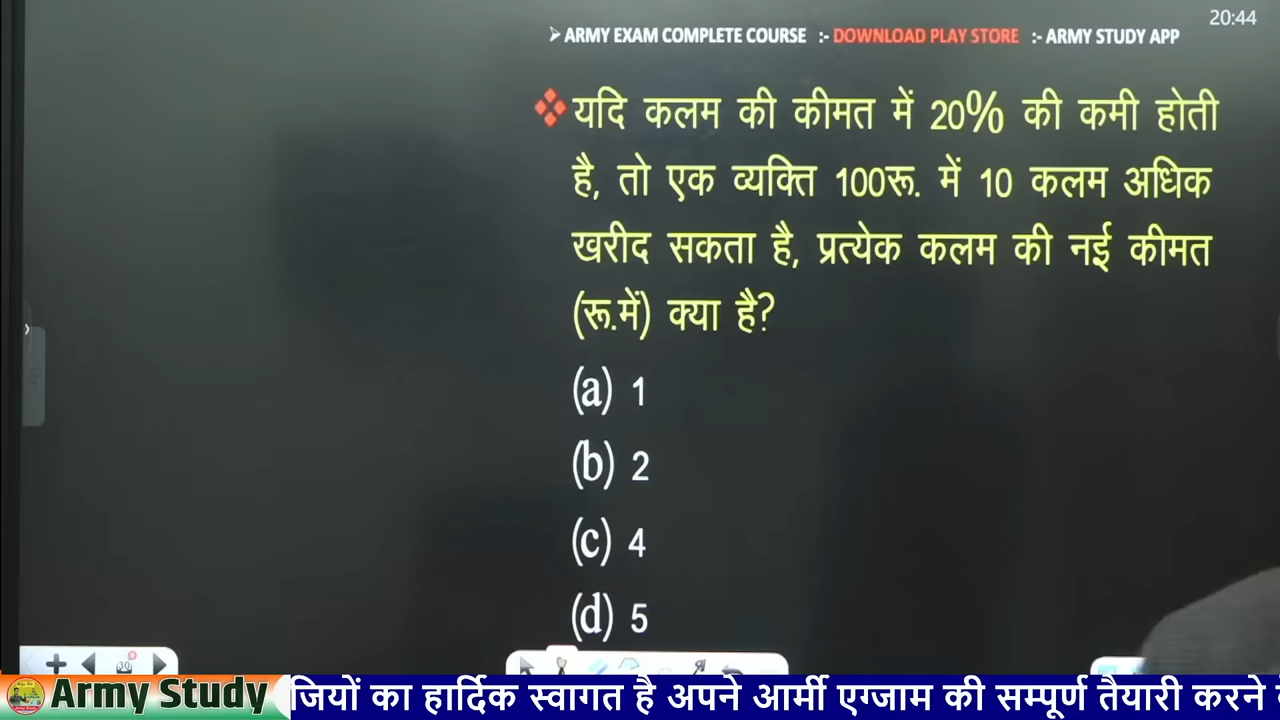 20:44
➢ ARMY EXAM COMPLETE COURSE :- DOWNLOAD PLAY STORE :- ARMY STUDY APP
❖ यदि कलम की कीमत में 20% की कमी होती
है, तो एक व्यक्ति 100रू. में 10 कलम अधिक
खरीद सकता है, प्रत्येक कलम की नई कीमत
(रू.में) क्या है?
(a) 1
(b) 2
(c) 4
(d) 5
30
Army Study जियों का हार्दिक स्वागत है अपने आर्मी एग्जाम की सम्पूर्ण तैयारी करने